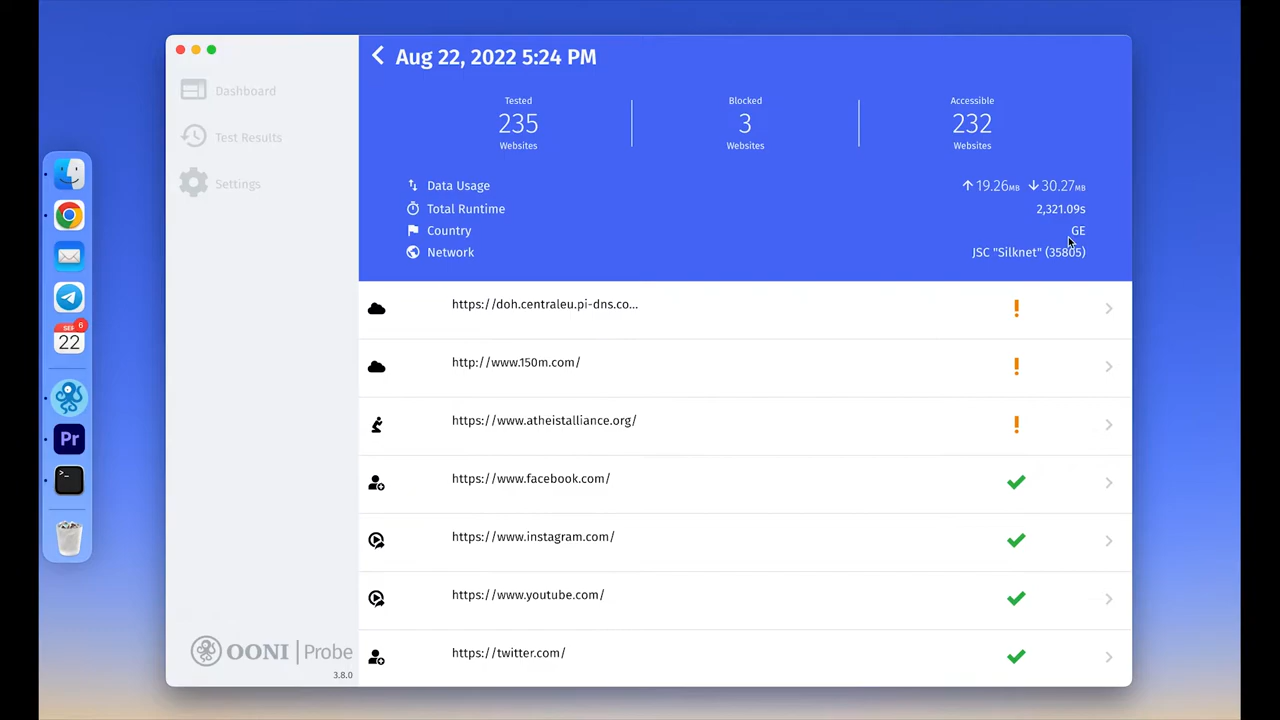 Aug 22, 2022 5:24 PM
Dashboard
Test Results
Settings
Tested
235
Websites
Blocked
3
Websites
Accessible
232
Websites
Data Usage
19.26MB 30.27MB
Total Runtime
2,321.09s
Country
GE
Network
JSC "Silknet" (35805)
https://doh.centraleu.pi-dns.co...
http://www.150m.com/
https://www.atheistalliance.org/
https://www.facebook.com/
https://www.instagram.com/
https://www.youtube.com/
https://twitter.com/
OONI Probe
3.8.0
SEP
6
22
Pr
>_